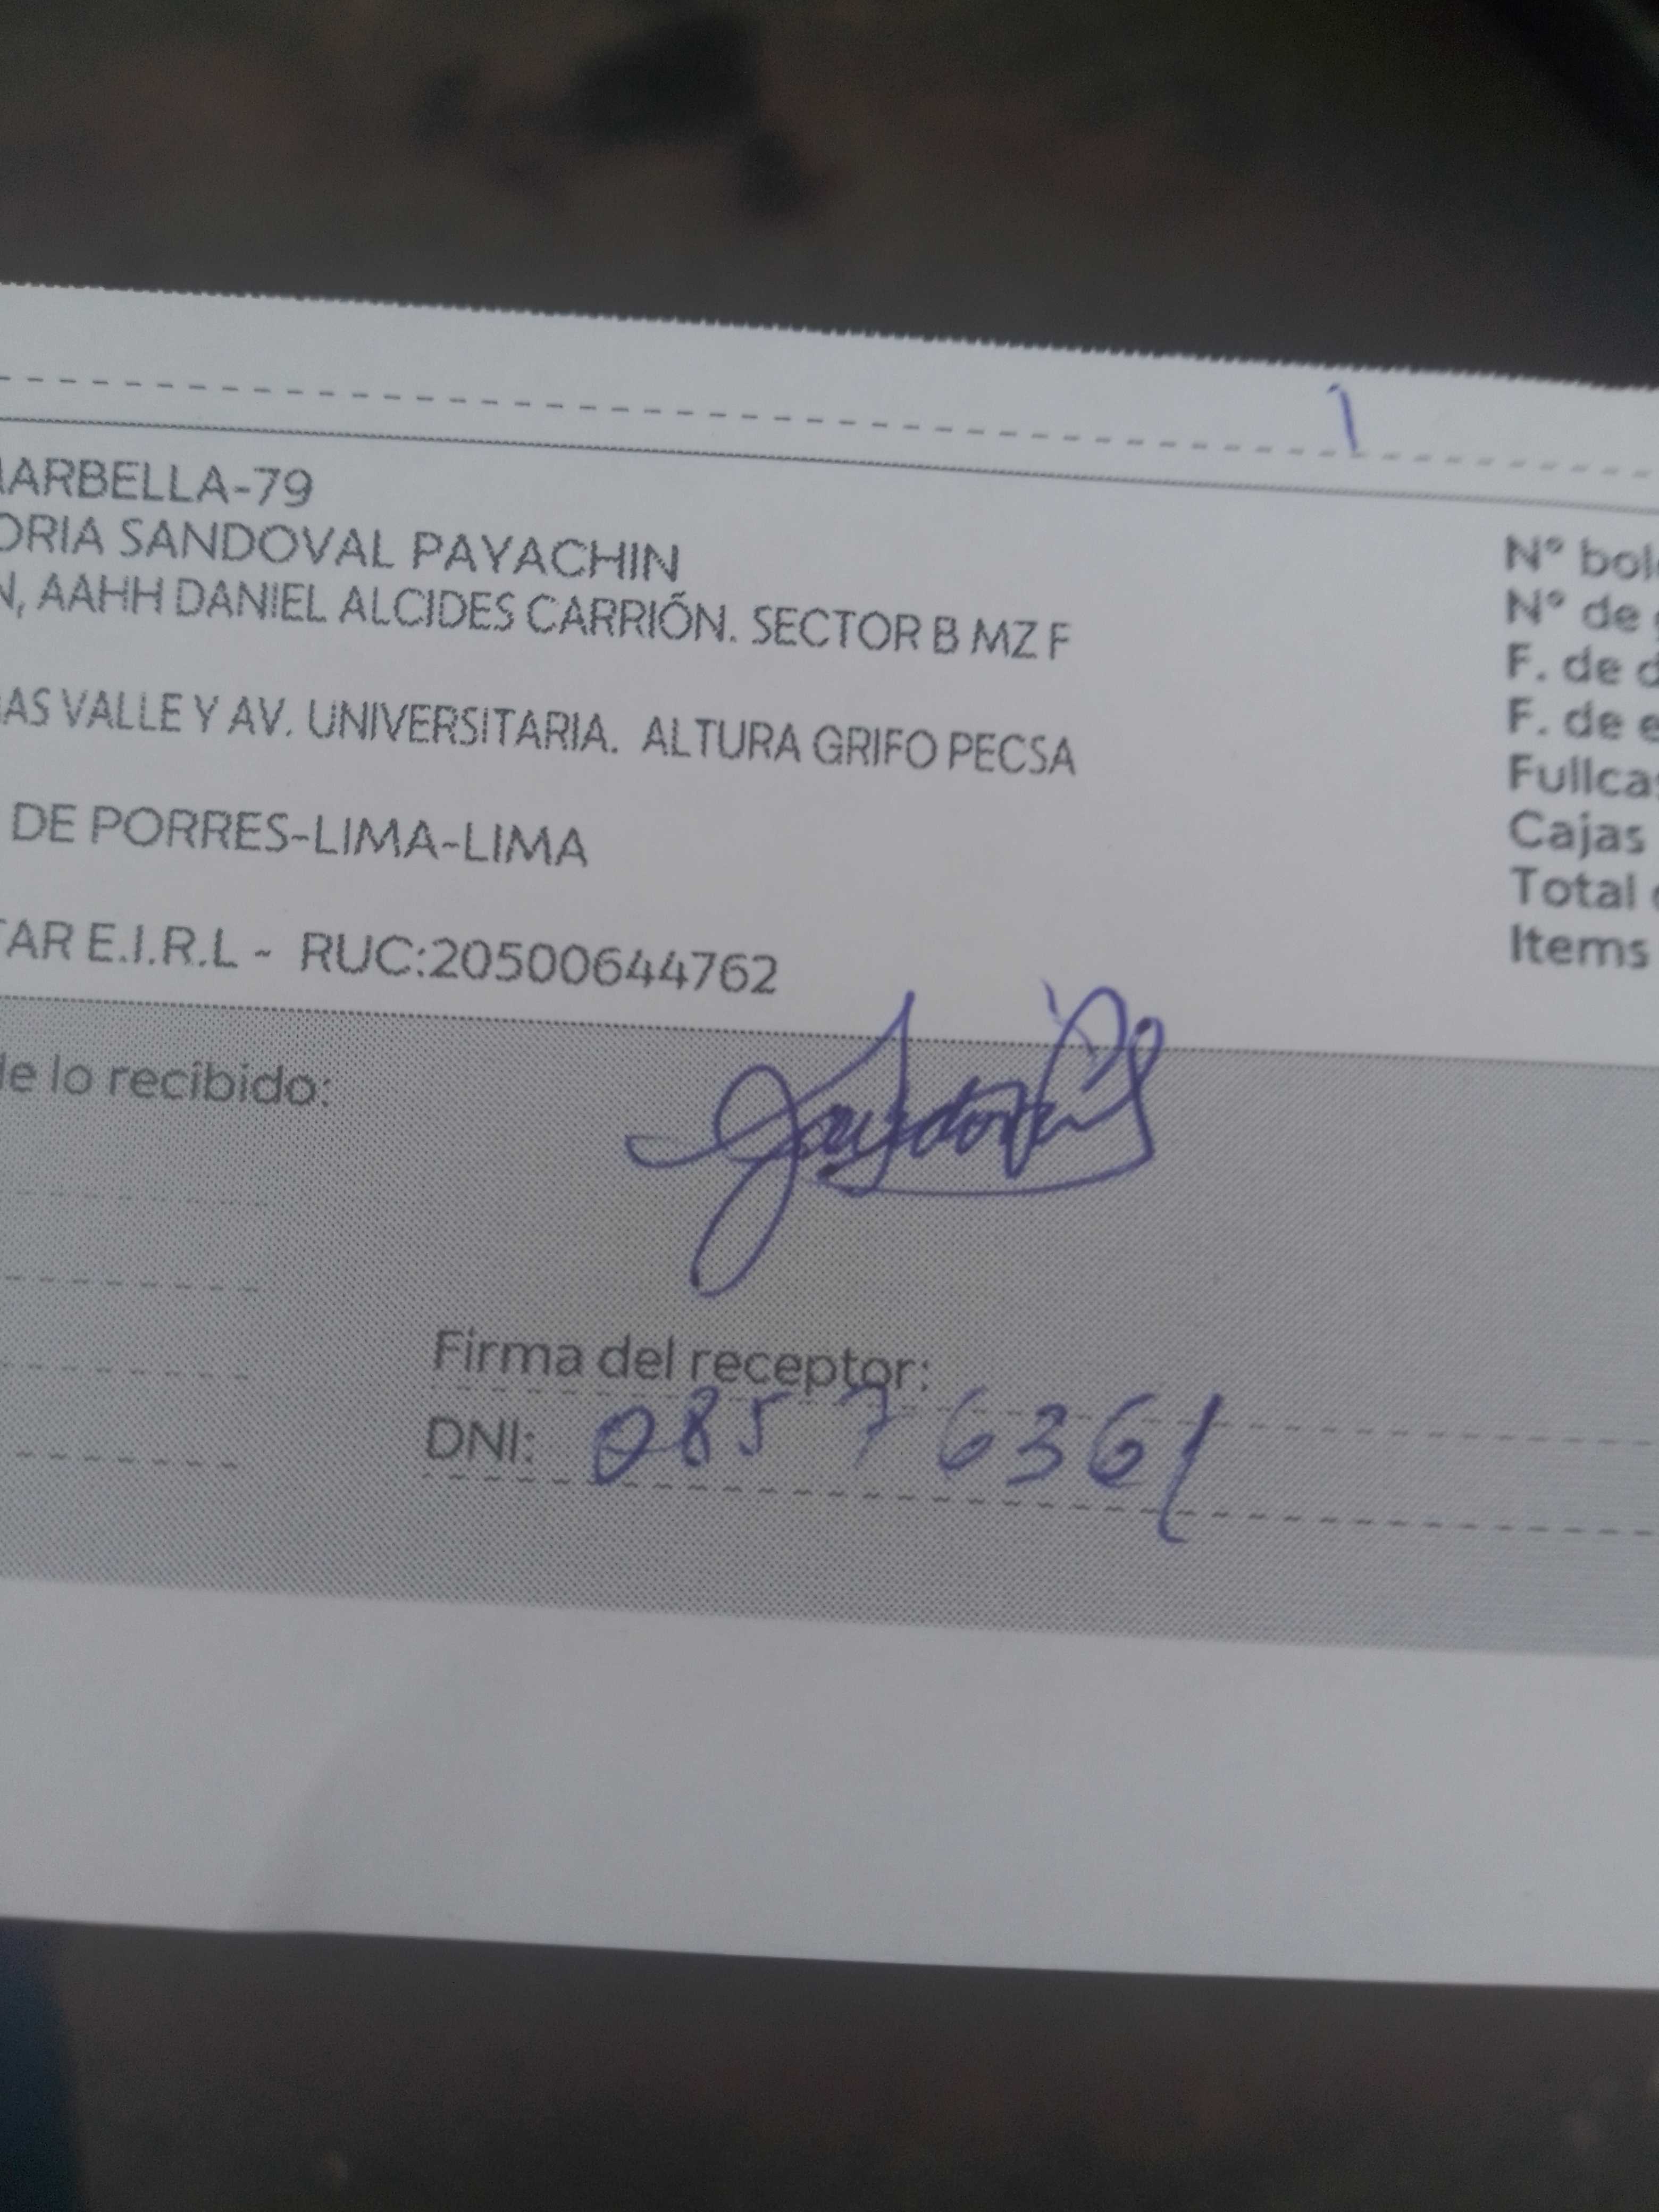 1
MARBELLA-79
ORIA SANDOVAL PAYACHIN
N, AAHH DANIEL ALCIDES CARRIÓN. SECTOR B MZ F
AS VALLE Y AV. UNIVERSITARIA. ALTURA GRIFO PECSA
DE PORRES-LIMA-LIMA
TAR E.I.R.L - RUC:20500644762
N° bol
N° de
F. de d
F. de e
Fullca
Cajas
Total
Items
de lo recibido:
Firma del receptor:
DNI: 08576361